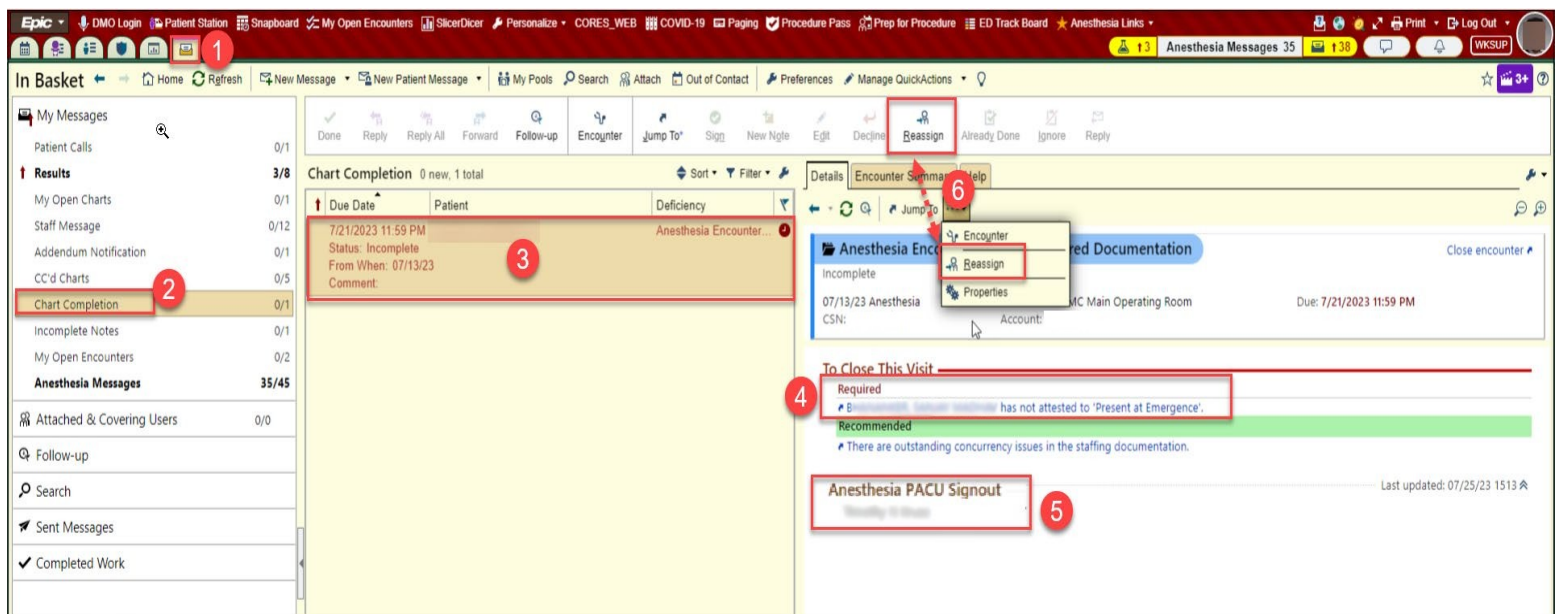 Epic DMO Login Patient Station Snapboard My Open Encounters SlicerDicer Personalize CORES_WEB COVID-19 Paging Procedure Pass Prep for Procedure ED Track Board Anesthesia Links Print Log Out
1
13 Anesthesia Messages 35 138 WKSUP
In Basket Home Refresh New Message New Patient Message My Pools Search Attach Out of Contact Preferences Manage QuickActions 3+
My Messages
Patient Calls 0/1
Results 3/8
My Open Charts 0/1
Staff Message 0/12
Addendum Notification 0/1
CC'd Charts 0/5
2
Chart Completion 0/1
Incomplete Notes 0/1
My Open Encounters 0/2
Anesthesia Messages 35/45
Attached & Covering Users 0/0
Follow-up
Search
Sent Messages
Completed Work
Done Reply Reply All Forward Follow-up Encounter Jump To Sign New Note Edit Decline Reassign Already Done Ignore Reply
Chart Completion 0 new, 1 total Sort Filter
Due Date Patient Deficiency
7/21/2023 11:59 PM Anesthesia Encounter...
Status: Incomplete
From When: 07/13/23
Comment:
3
Details Encounter Summary Help
6
Jump To
Encounter
Reassign
Properties
Anesthesia Enco red Documentation Close encounter
Incomplete
07/13/23 Anesthesia MC Main Operating Room Due: 7/21/2023 11:59 PM
CSN: Account:
To Close This Visit
4
Required
B has not attested to 'Present at Emergence'.
Recommended
There are outstanding concurrency issues in the staffing documentation.
Anesthesia PACU Signout Last updated: 07/25/23 1513
5